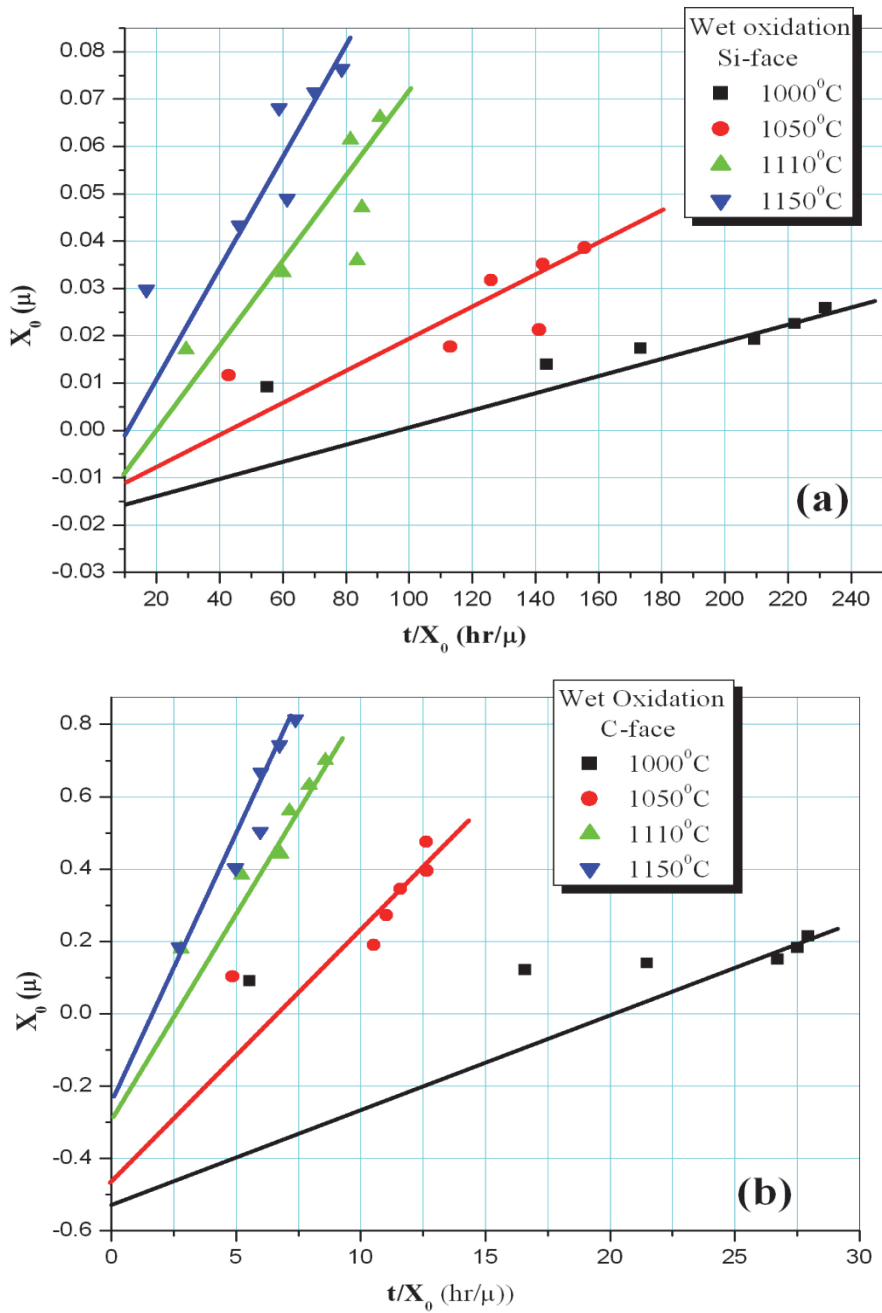 0.08
0.07
0.06
0.05
0.04
0.03
0.02
0.01
0.00
-0.01
-0.02
-0.03
X₀ (μ)
Wet oxidation
Si-face
1000⁰C
1050⁰C
1110⁰C
1150⁰C
(a)
20 40 60 80 100 120 140 160 180 200 220 240
t/X₀ (hr/μ)
0.8
0.6
0.4
0.2
0.0
-0.2
-0.4
-0.6
X₀ (μ)
Wet Oxidation
C-face
1000⁰C
1050⁰C
1110⁰C
1150⁰C
(b)
0 5 10 15 20 25 30
t/X₀ (hr/μ))